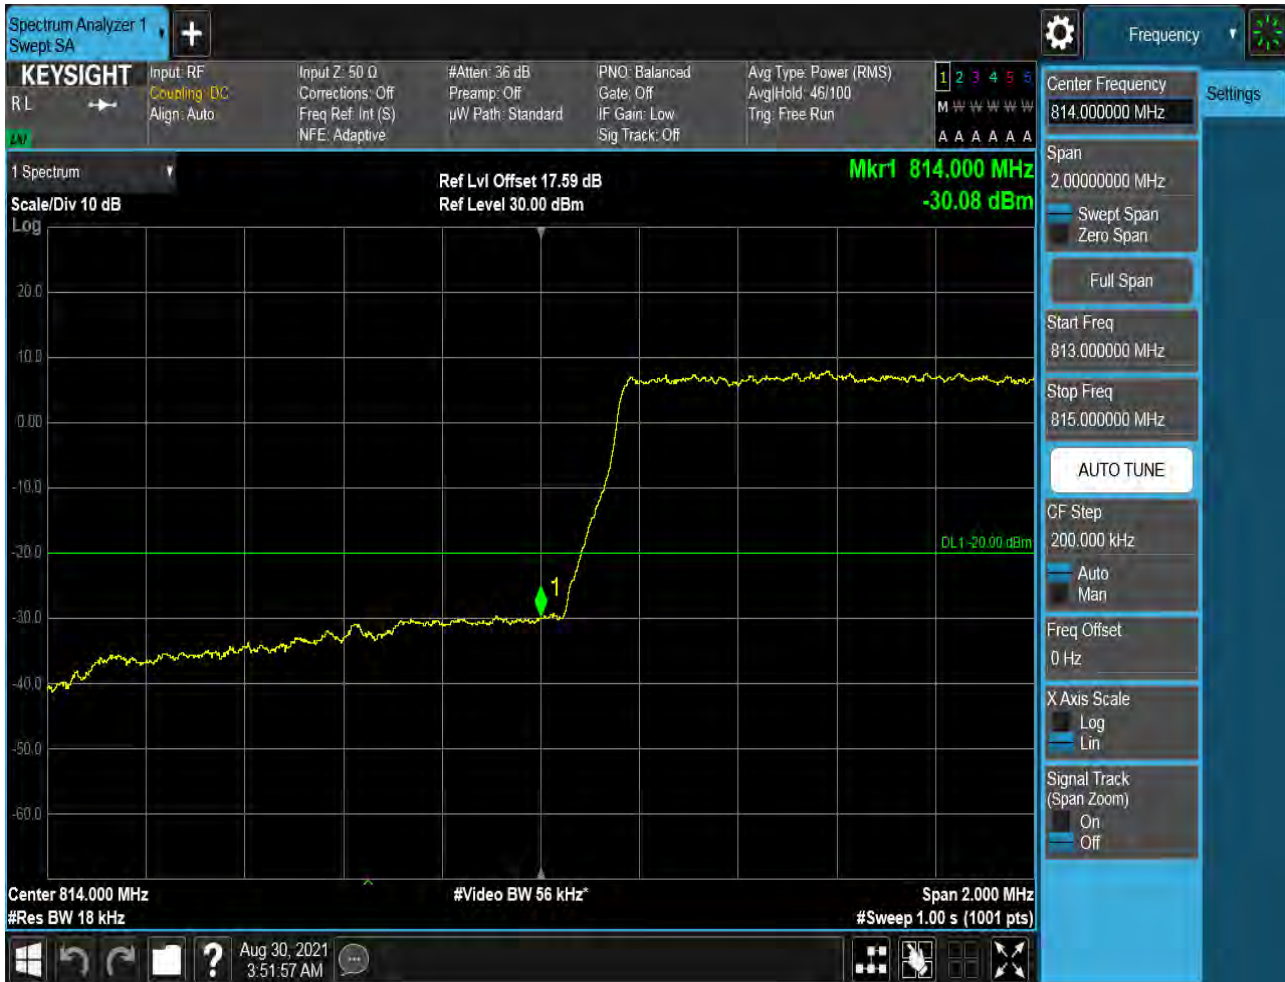 Spectrum Analyzer 1
Swept SA
+
Frequency
KEYSIGHT
R L
LXI
Input: RF
Coupling: DC
Align: Auto
Input Z: 50 Ω
Corrections: Off
Freq Ref: Int (S)
NFE: Adaptive
#Atten: 36 dB
Preamp: Off
µW Path: Standard
PNO: Balanced
Gate: Off
IF Gain: Low
Sig Track: Off
Avg Type: Power (RMS)
Avg|Hold: 46/100
Trig: Free Run
1 2 3 4 5 6
M W W W W W
A A A A A A
1 Spectrum
Scale/Div 10 dB
Log
Ref Lvl Offset 17.59 dB
Ref Level 30.00 dBm
Mkr1 814.000 MHz
-30.08 dBm
20.0
10.0
0.00
-10.0
-20.0
-30.0
-40.0
-50.0
-60.0
DL1 -20.00 dBm
1
Center 814.000 MHz
#Res BW 18 kHz
#Video BW 56 kHz*
Span 2.000 MHz
#Sweep 1.00 s (1001 pts)
Center Frequency
814.000000 MHz
Settings
Span
2.00000000 MHz
Swept Span
Zero Span
Full Span
Start Freq
813.000000 MHz
Stop Freq
815.000000 MHz
AUTO TUNE
CF Step
200.000 kHz
Auto
Man
Freq Offset
0 Hz
X Axis Scale
Log
Lin
Signal Track
(Span Zoom)
On
Off
?
Aug 30, 2021
3:51:57 AM